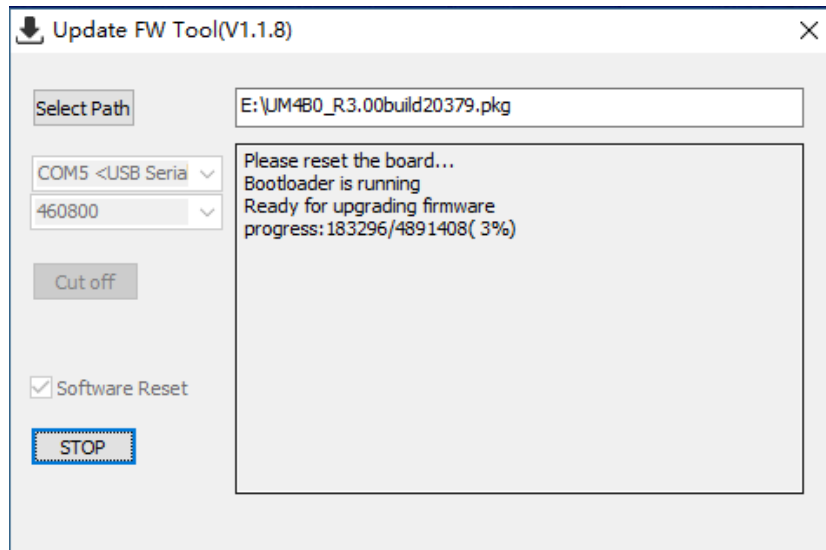 Update FW Tool(V1.1.8)
Select Path
E:\UM4B0_R3.00build20379.pkg
COM5 <USB Seria
460800
Cut off
Software Reset
STOP
Please reset the board...
Bootloader is running
Ready for upgrading firmware
progress:183296/4891408( 3%)